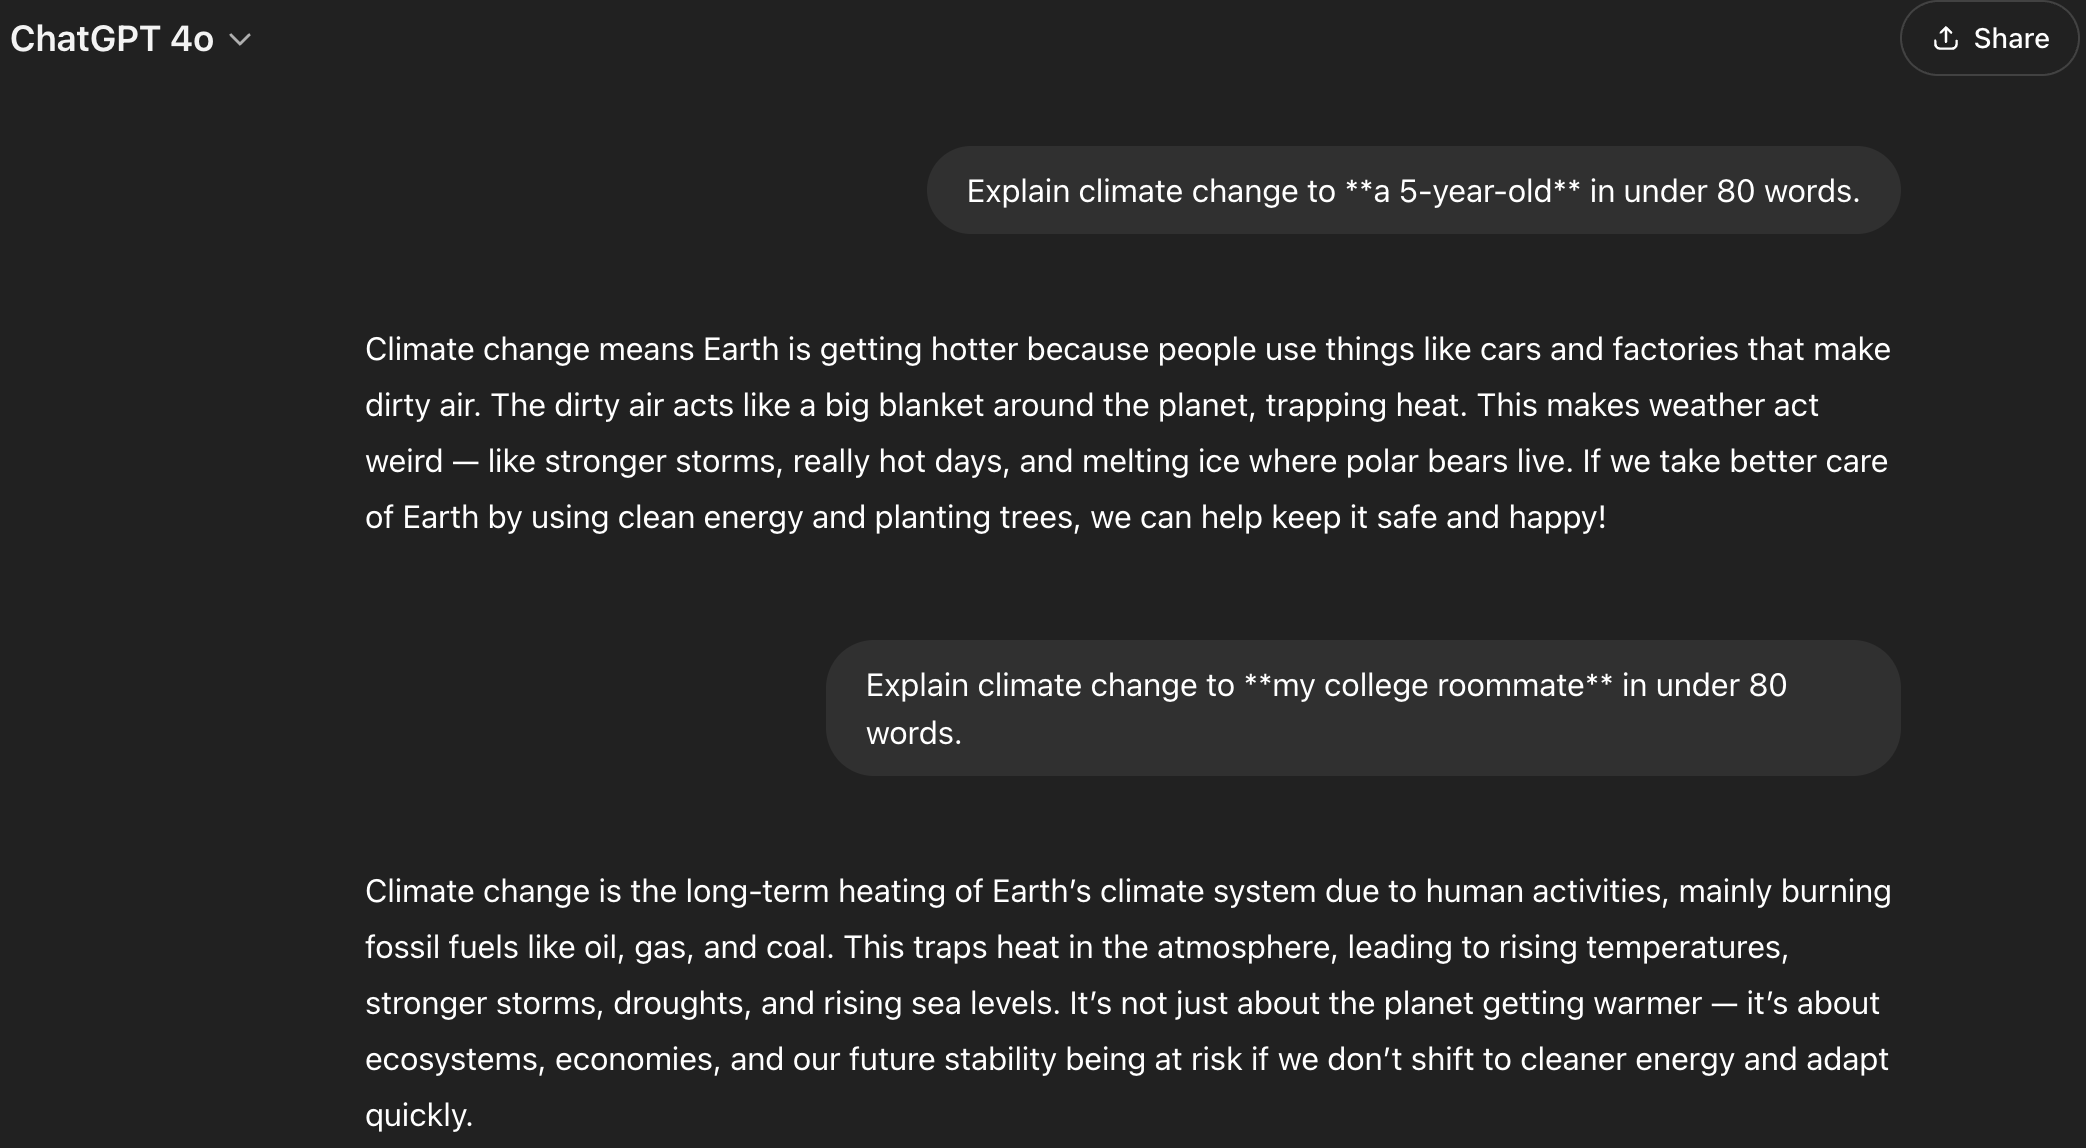 ChatGPT 4o
Share
Explain climate change to **a 5-year-old** in under 80 words.
Climate change means Earth is getting hotter because people use things like cars and factories that make
dirty air. The dirty air acts like a big blanket around the planet, trapping heat. This makes weather act
weird — like stronger storms, really hot days, and melting ice where polar bears live. If we take better care
of Earth by using clean energy and planting trees, we can help keep it safe and happy!
Explain climate change to **my college roommate** in under 80
words.
Climate change is the long-term heating of Earth’s climate system due to human activities, mainly burning
fossil fuels like oil, gas, and coal. This traps heat in the atmosphere, leading to rising temperatures,
stronger storms, droughts, and rising sea levels. It’s not just about the planet getting warmer — it’s about
ecosystems, economies, and our future stability being at risk if we don’t shift to cleaner energy and adapt
quickly.